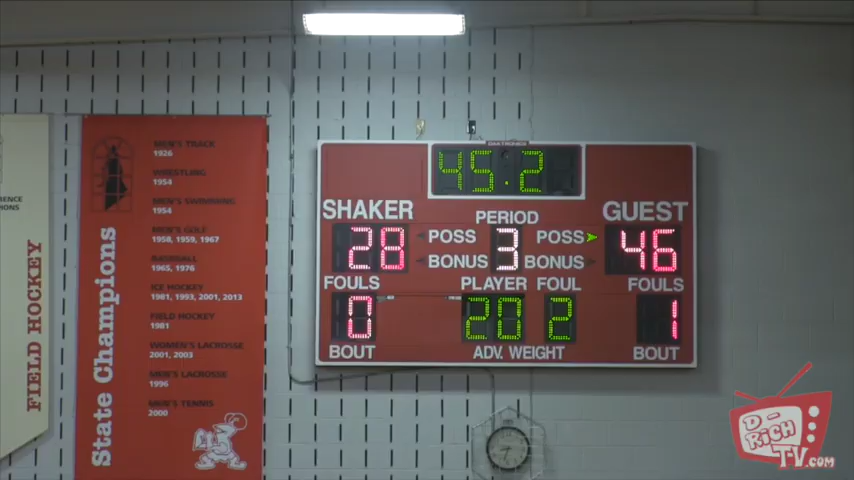 RENCE
ONS
FIELD HOCKEY
State Champions
MEN'S TRACK
1926
WRESTLING
1954
MEN'S SWIMMING
1954
MEN'S GOLF
1958, 1959, 1967
BASEBALL
1965, 1976
ICE HOCKEY
1981, 1993, 2001, 2013
FIELD HOCKEY
1981
WOMEN'S LACROSSE
2001, 2003
MEN'S LACROSSE
1996
MEN'S TENNIS
2000
DAKTRONICS
45.2
SHAKER
PERIOD
GUEST
28
POSS
3
POSS
46
BONUS
BONUS
FOULS
PLAYER FOUL
FOULS
0
20 2
1
BOUT
ADV. WEIGHT
BOUT
D-RICH
TV.COM